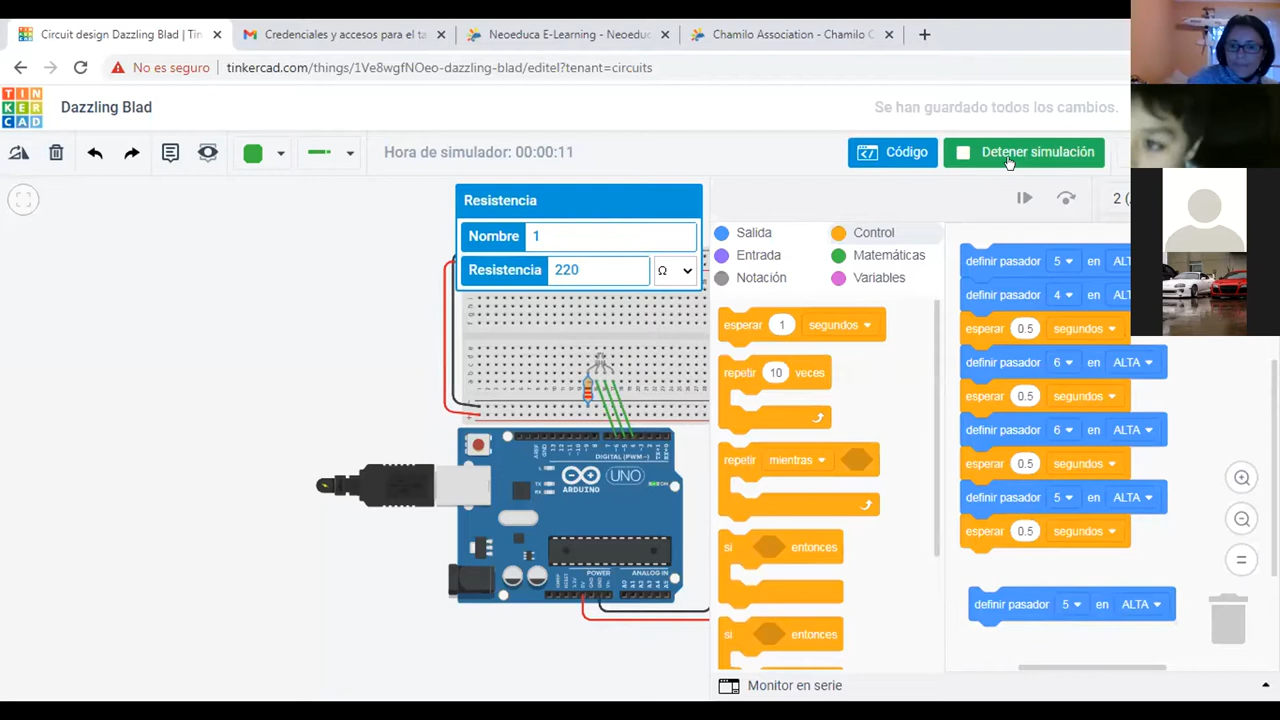 Circuit design Dazzling Blad | Tin
Credenciales y accesos para el ta
Neoeduca E-Learning - Neoeduc
Chamilo Association - Chamilo C
No es seguro
tinkercad.com/things/1Ve8wgfNOeo-dazzling-blad/editel?tenant=circuits
TIN
KER
CAD
Dazzling Blad
Se han guardado todos los cambios.
Hora de simulador: 00:00:11
Código
Detener simulación
Resistencia
Nombre 1
Resistencia 220 Ω
Salida
Control
Entrada
Matemáticas
Notación
Variables
esperar 1 segundos
repetir 10 veces
repetir mientras
si entonces
si entonces
definir pasador 5 en ALTA
definir pasador 4 en ALTA
esperar 0.5 segundos
definir pasador 6 en ALTA
esperar 0.5 segundos
definir pasador 6 en ALTA
esperar 0.5 segundos
definir pasador 5 en ALTA
esperar 0.5 segundos
definir pasador 5 en ALTA
DIGITAL (PWM~)
UNO
ARDUINO
POWER
ANALOG IN
Monitor en serie